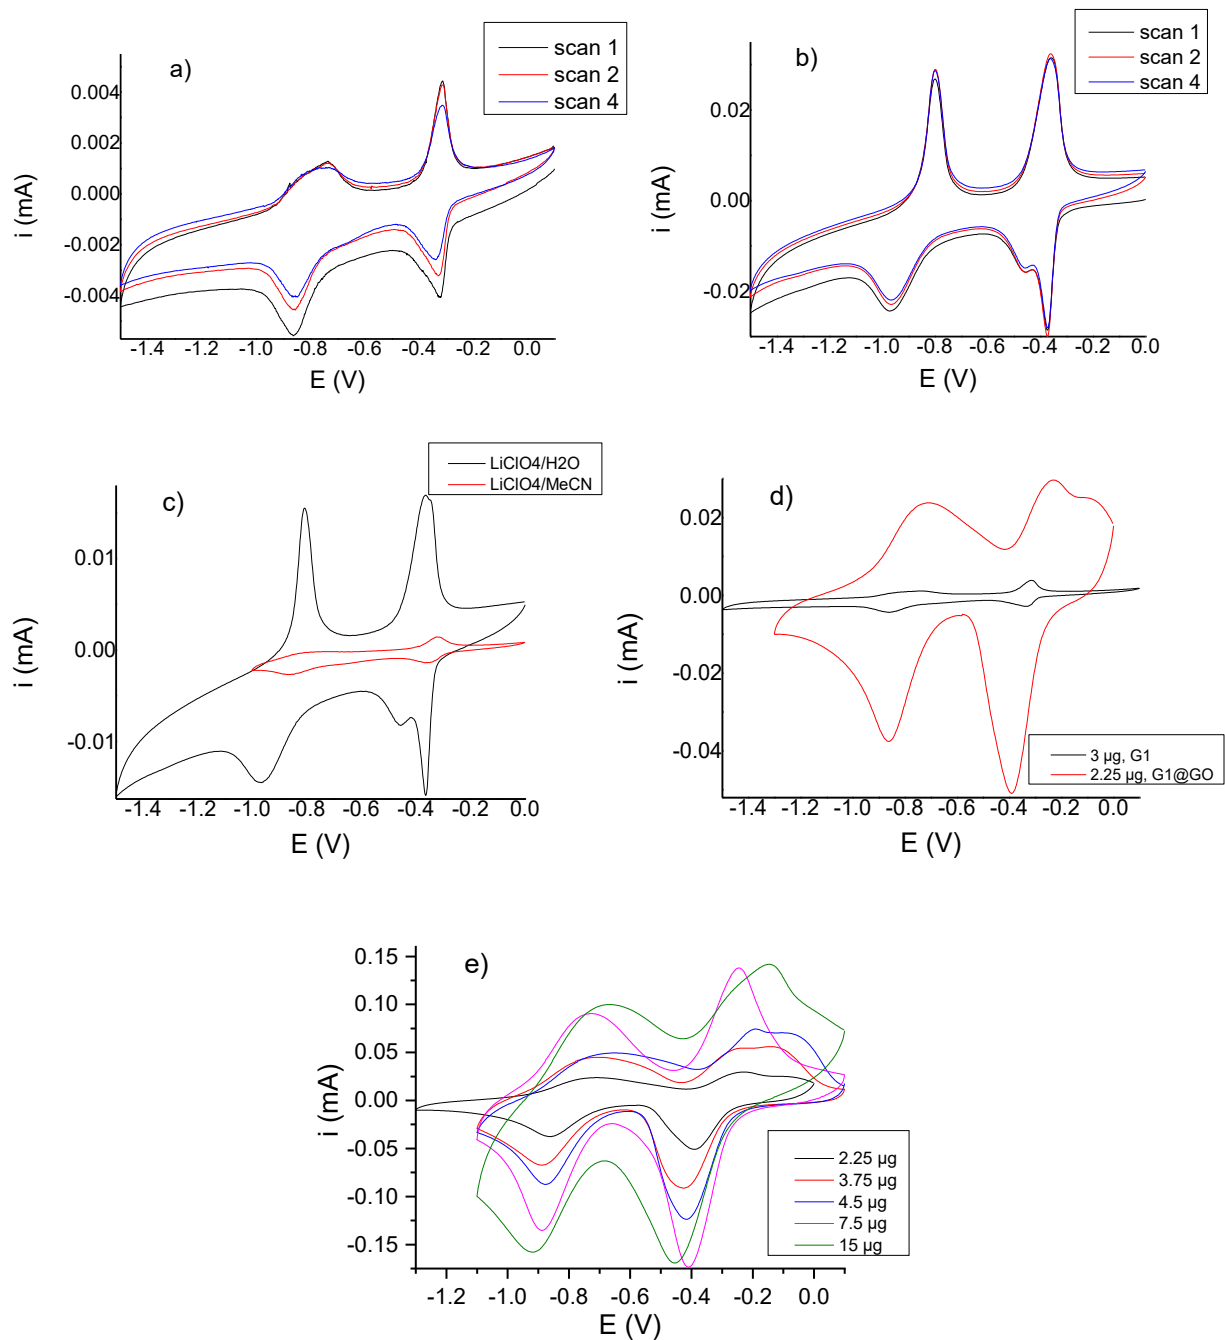 a)
scan 1
scan 2
scan 4
0.004
0.002
0.000
-0.002
-0.004
i (mA)
-1.4 -1.2 -1.0 -0.8 -0.6 -0.4 -0.2 0.0
E (V)
b)
scan 1
scan 2
scan 4
0.02
0.00
-0.02
i (mA)
-1.4 -1.2 -1.0 -0.8 -0.6 -0.4 -0.2 0.0
E (V)
c)
LiClO4/H2O
LiClO4/MeCN
0.01
0.00
-0.01
i (mA)
-1.4 -1.2 -1.0 -0.8 -0.6 -0.4 -0.2 0.0
E (V)
d)
0.02
0.00
-0.02
-0.04
i (mA)
3 µg, G1
2.25 µg, G1@GO
-1.4 -1.2 -1.0 -0.8 -0.6 -0.4 -0.2 0.0
E (V)
e)
0.15
0.10
0.05
0.00
-0.05
-0.10
-0.15
i (mA)
2.25 µg
3.75 µg
4.5 µg
7.5 µg
15 µg
-1.2 -1.0 -0.8 -0.6 -0.4 -0.2 0.0
E (V)